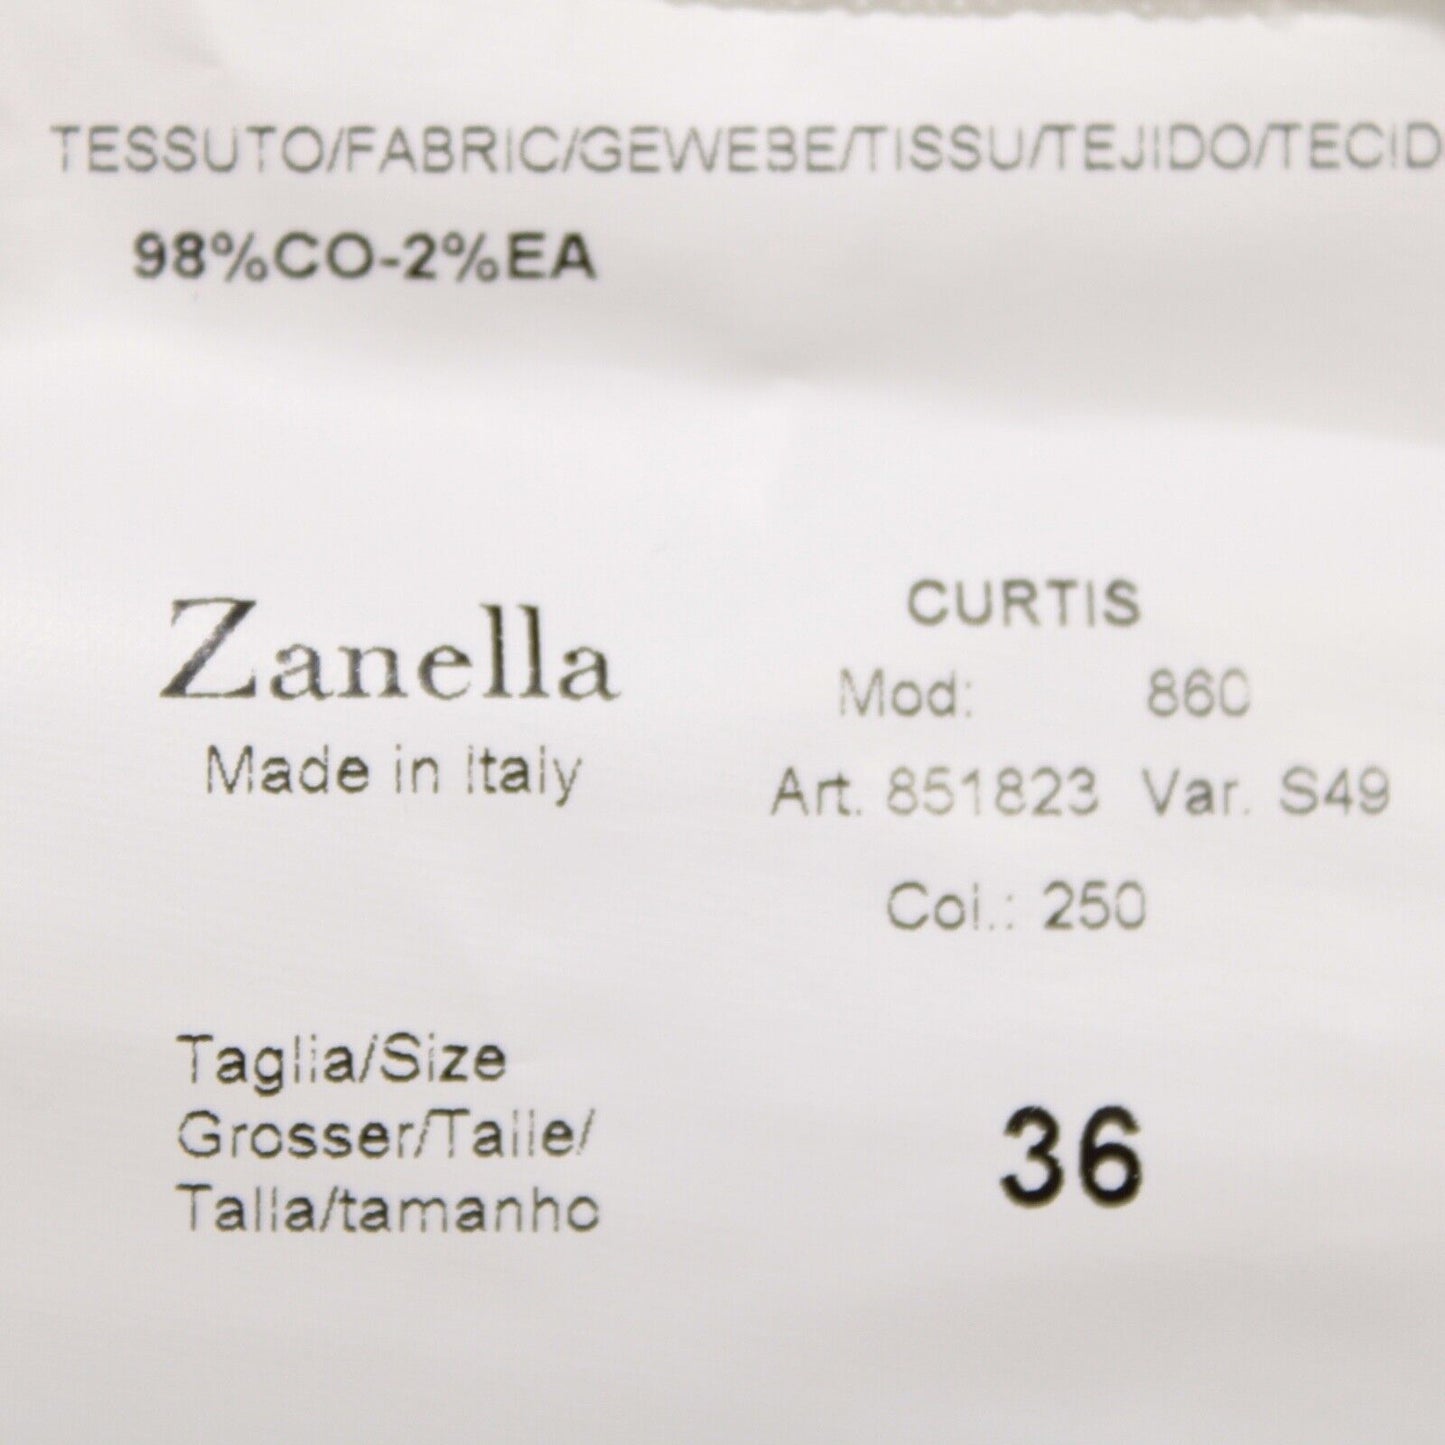 TESSUTO/FABRIC/GEWEBE/TISSU/TEJIDO/TECID
98%CO-2%EA
Zanella
Made in Italy
CURTIS
Mod: 860
Art. 851823 Var. S49
Col.: 250
Taglia/Size
Grosser/Taille/
Talla/tamanho
36